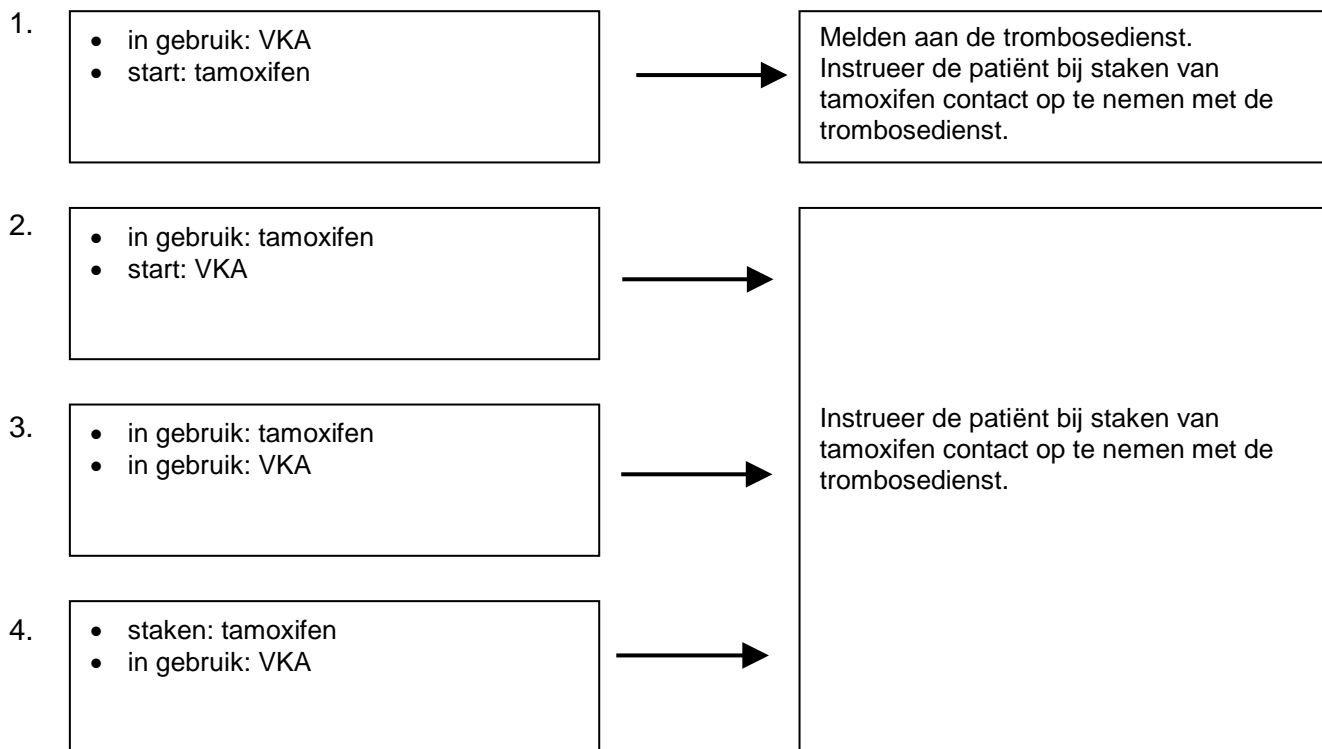 1.
• in gebruik: VKA
• start: tamoxifen
Melden aan de trombosedienst.
Instrueer de patiënt bij staken van
tamoxifen contact op te nemen met de
trombosedienst.
2.
• in gebruik: tamoxifen
• start: VKA
3.
• in gebruik: tamoxifen
• in gebruik: VKA
Instrueer de patiënt bij staken van
tamoxifen contact op te nemen met de
trombosedienst.
4.
• staken: tamoxifen
• in gebruik: VKA